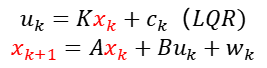 u_k = Kx_k + c_k (LQR)
x_{k+1} = Ax_k + Bu_k + w_k